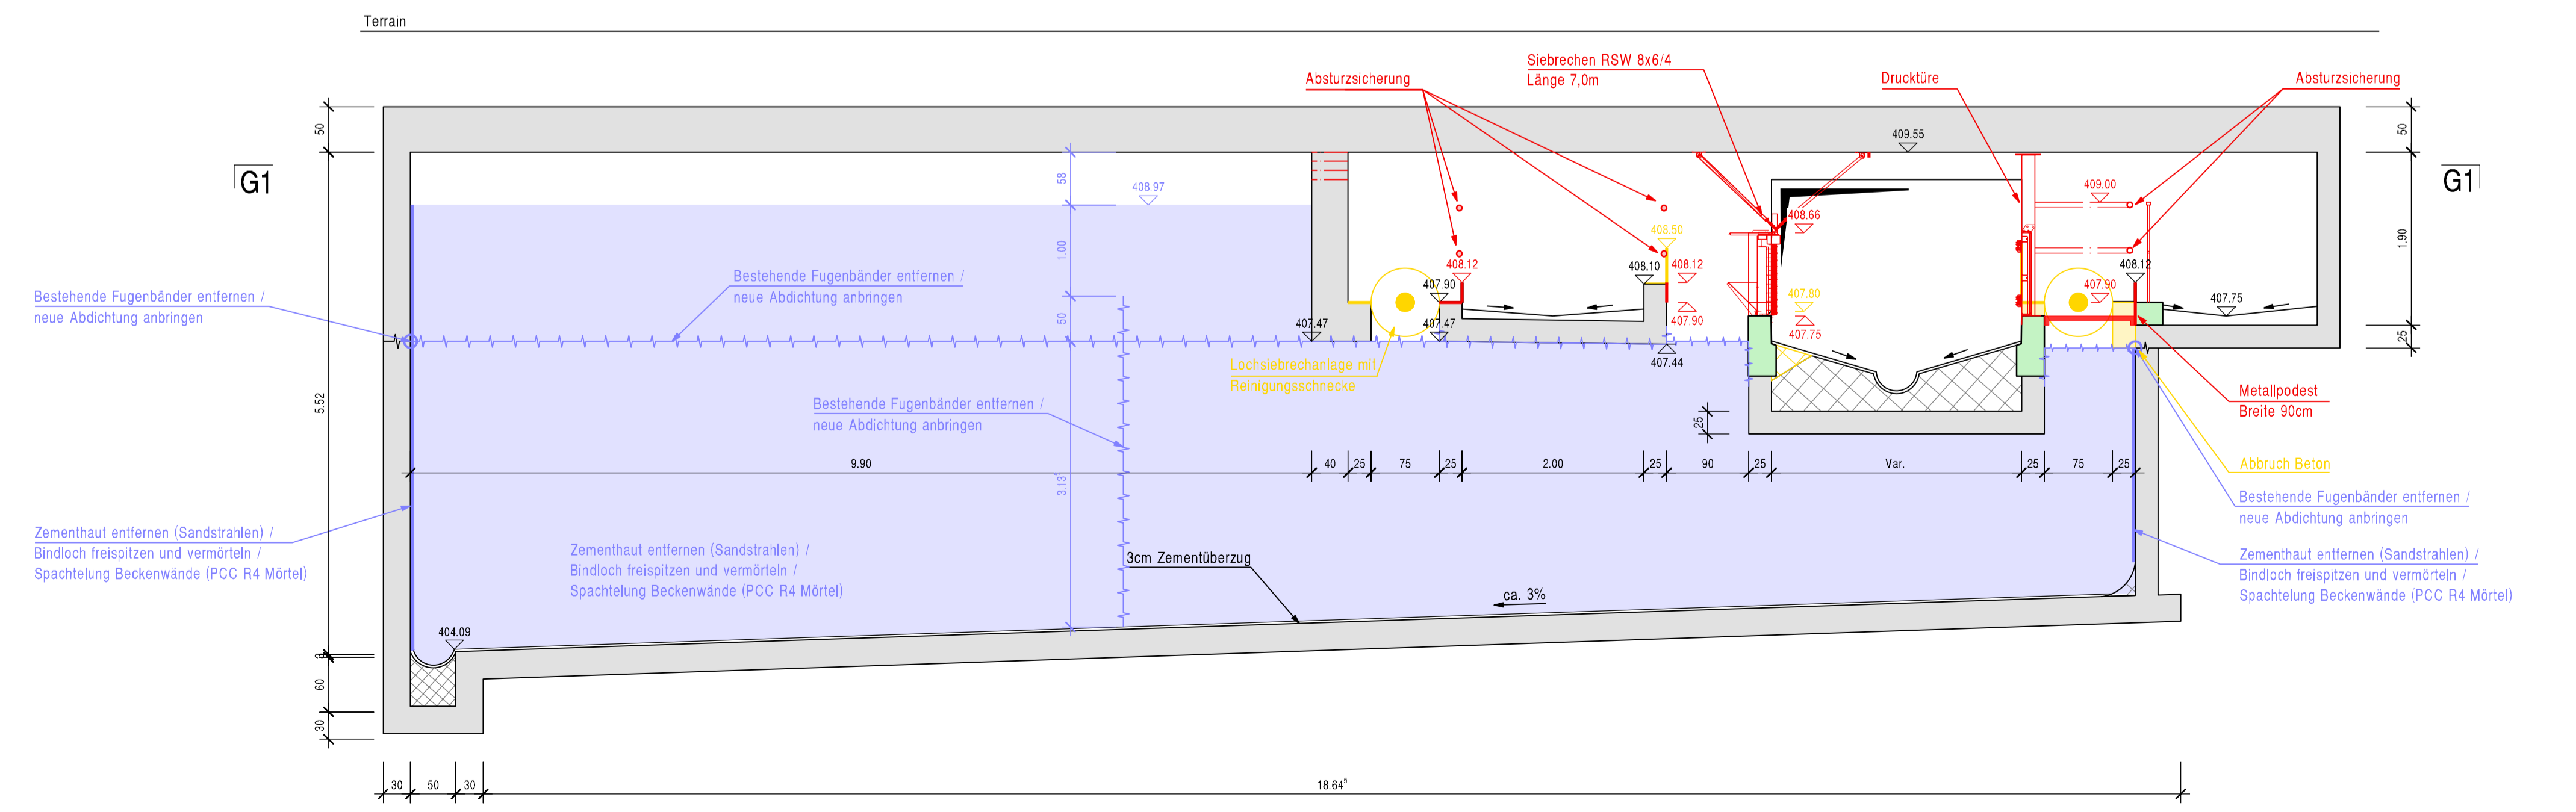 Terrain
Siebrechen RSW 8x6/4
Länge 7,0m
Absturzsicherung
Drucktüre
Absturzsicherung
50
50
409.55
G1
G1
58
408.97
409.00
408.66
1.90
1.00
408.50
408.12
408.10
408.12
408.12
Bestehende Fugenbänder entfernen /
neue Abdichtung anbringen
Bestehende Fugenbänder entfernen /
neue Abdichtung anbringen
407.90
407.80
407.90
407.75
50
407.47
407.47
407.90
407.75
25
407.44
Lochsiebrechanlage mit
Reinigungsschnecke
Metallpodest
Breite 90cm
5.52
Bestehende Fugenbänder entfernen /
neue Abdichtung anbringen
25
9.90
40
25
75
25
2.00
25
90
25
Var.
25
75
25
Abbruch Beton
3.13⁵
Bestehende Fugenbänder entfernen /
neue Abdichtung anbringen
Zementhaut entfernen (Sandstrahlen) /
Bindloch freispitzen und vermörteln /
Spachtelung Beckenwände (PCC R4 Mörtel)
Zementhaut entfernen (Sandstrahlen) /
Bindloch freispitzen und vermörteln /
Spachtelung Beckenwände (PCC R4 Mörtel)
3cm Zementüberzug
ca. 3%
Zementhaut entfernen (Sandstrahlen) /
Bindloch freispitzen und vermörteln /
Spachtelung Beckenwände (PCC R4 Mörtel)
404.09
60
30
30
50
30
18.64⁵